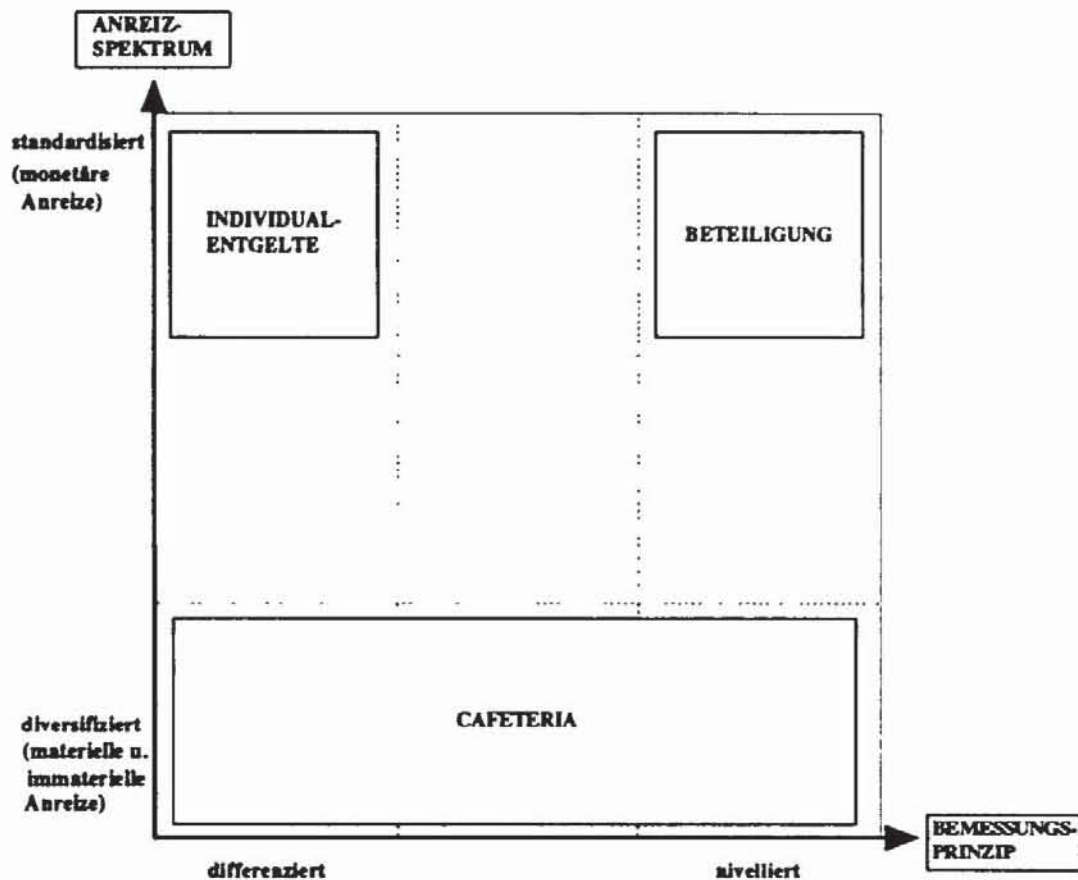 ANREIZ-
SPEKTRUM
standardisiert
(monetäre
Anreize)
INDIVIDUAL-
ENTGELTE
BETEILIGUNG
CAFETERIA
diversifiziert
(materielle u.
immaterielle
Anreize)
BEMESSUNGS-
PRINZIP
differenziert
nivelliert